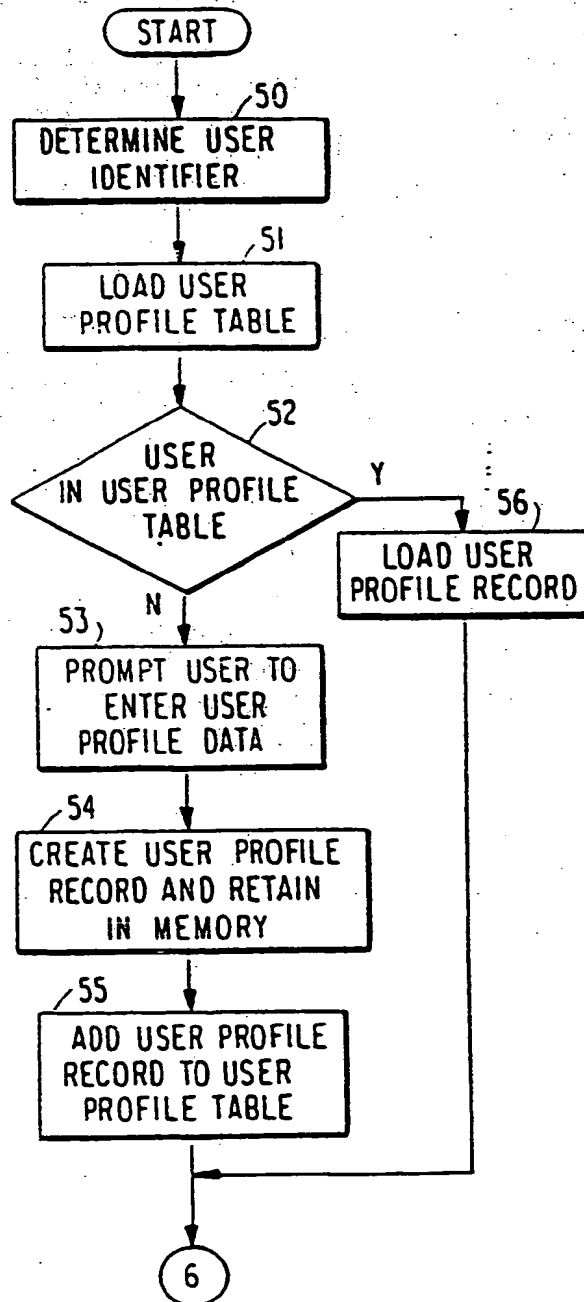 START
50
DETERMINE USER
IDENTIFIER
51
LOAD USER
PROFILE TABLE
52
USER
IN USER PROFILE
TABLE
Y
N
56
LOAD USER
PROFILE RECORD
53
PROMPT USER TO
ENTER USER
PROFILE DATA
54
CREATE USER PROFILE
RECORD AND RETAIN
IN MEMORY
55
ADD USER PROFILE
RECORD TO USER
PROFILE TABLE
6